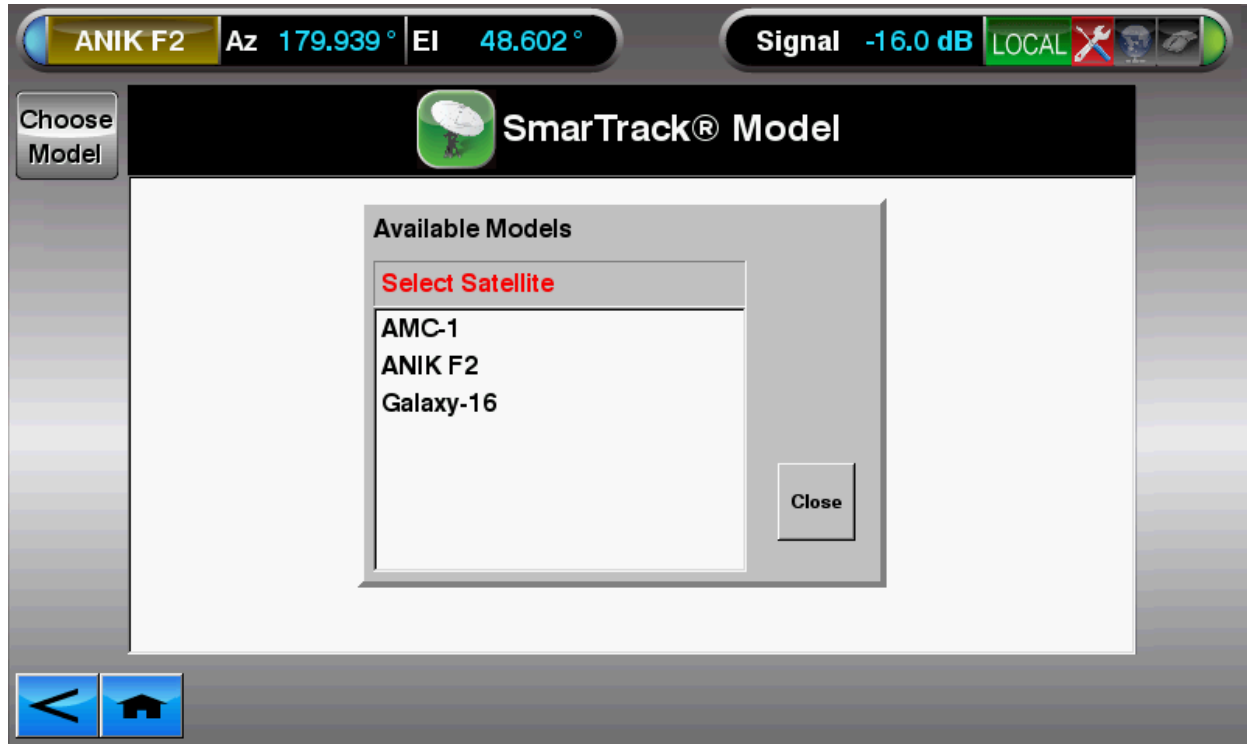 ANIK F2 Az 179.939 ° El 48.602 ° Signal -16.0 dB LOCAL
Choose
Model
SmarTrack® Model
Available Models
Select Satellite
AMC-1
ANIK F2
Galaxy-16
Close